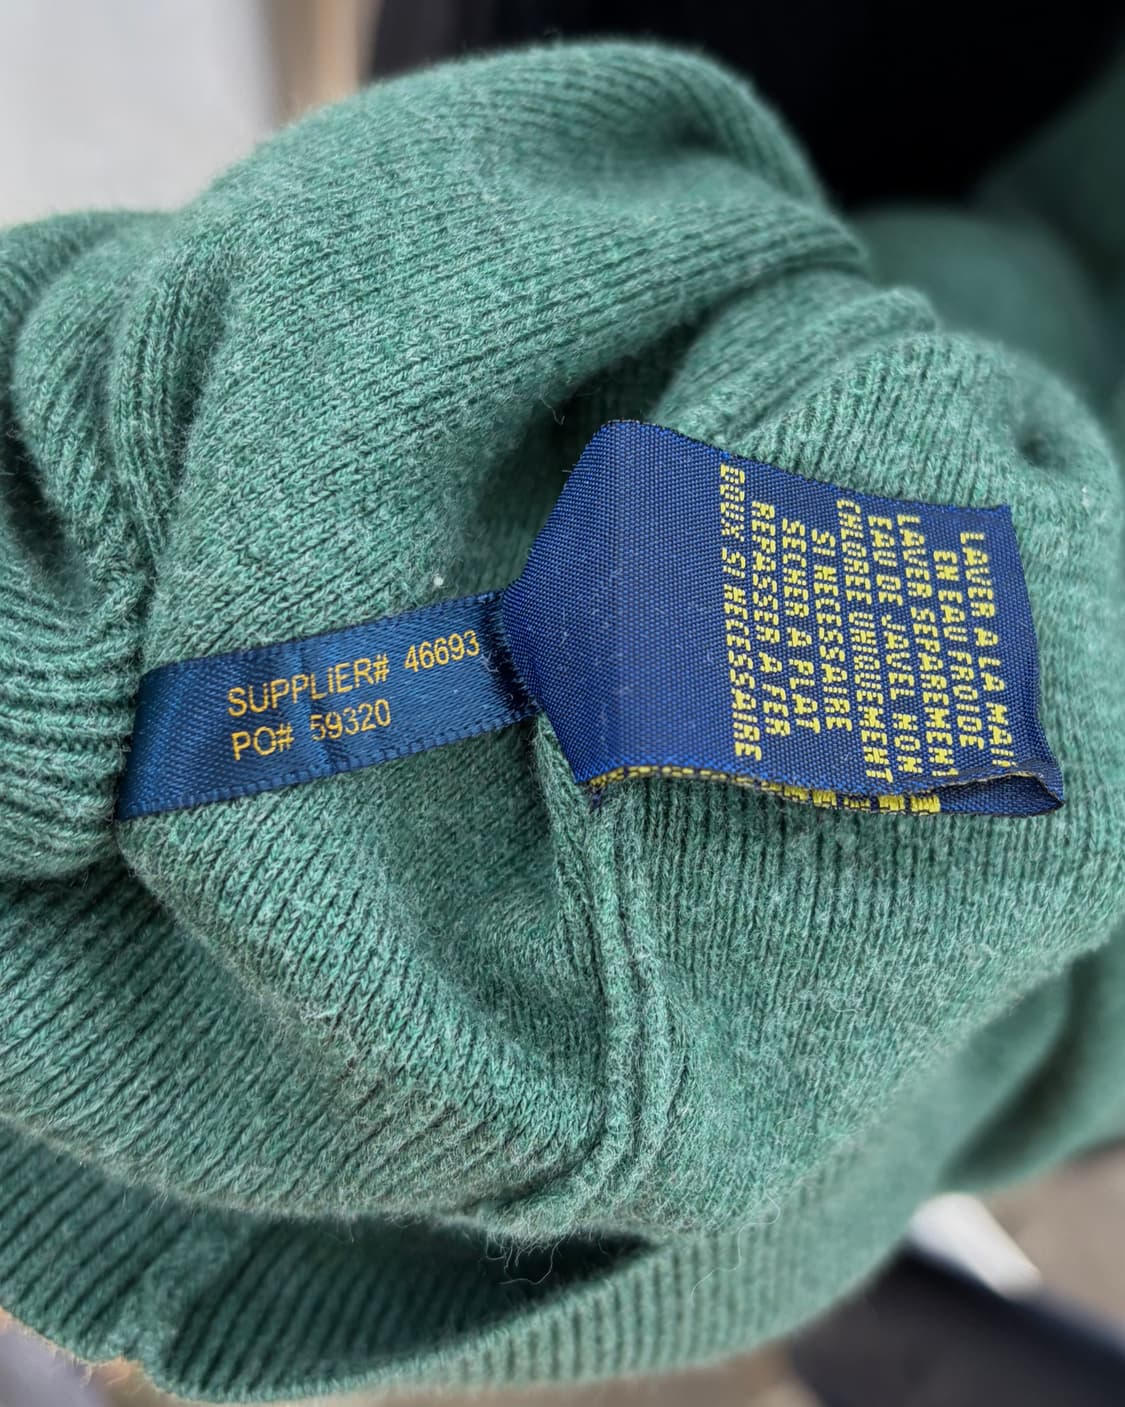 SUPPLiER# 46693
PO# 59320
LAVER A LA MAIN
EN EAU FROIDE
LAVER SEPAREMENT
EAU DE JAVEL NON
CHLOREE UNIQUEMENT
SI NECESSAIRE
SECHER A PLAT
REPASSER A FER
DOUX SI NECESSAIRE